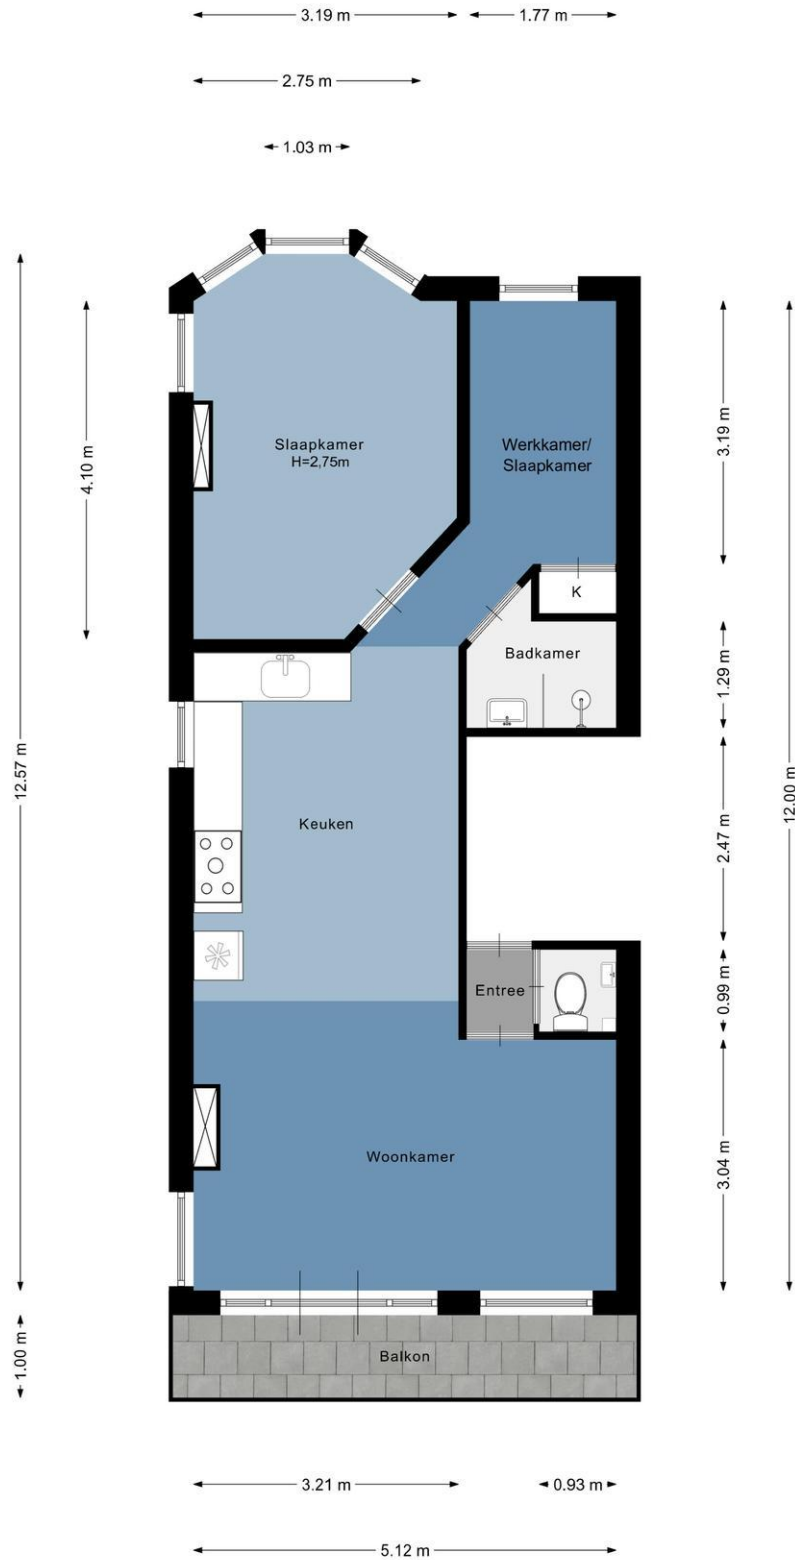 3.19 m
1.77 m
2.75 m
1.03 m
Slaapkamer
H=2,75m
Werkkamer/
Slaapkamer
3.19 m
4.10 m
K
Badkamer
1.29 m
12.57 m
12.00 m
Keuken
2.47 m
Entree
0.99 m
Woonkamer
3.04 m
Balkon
1.00 m
3.21 m
0.93 m
5.12 m